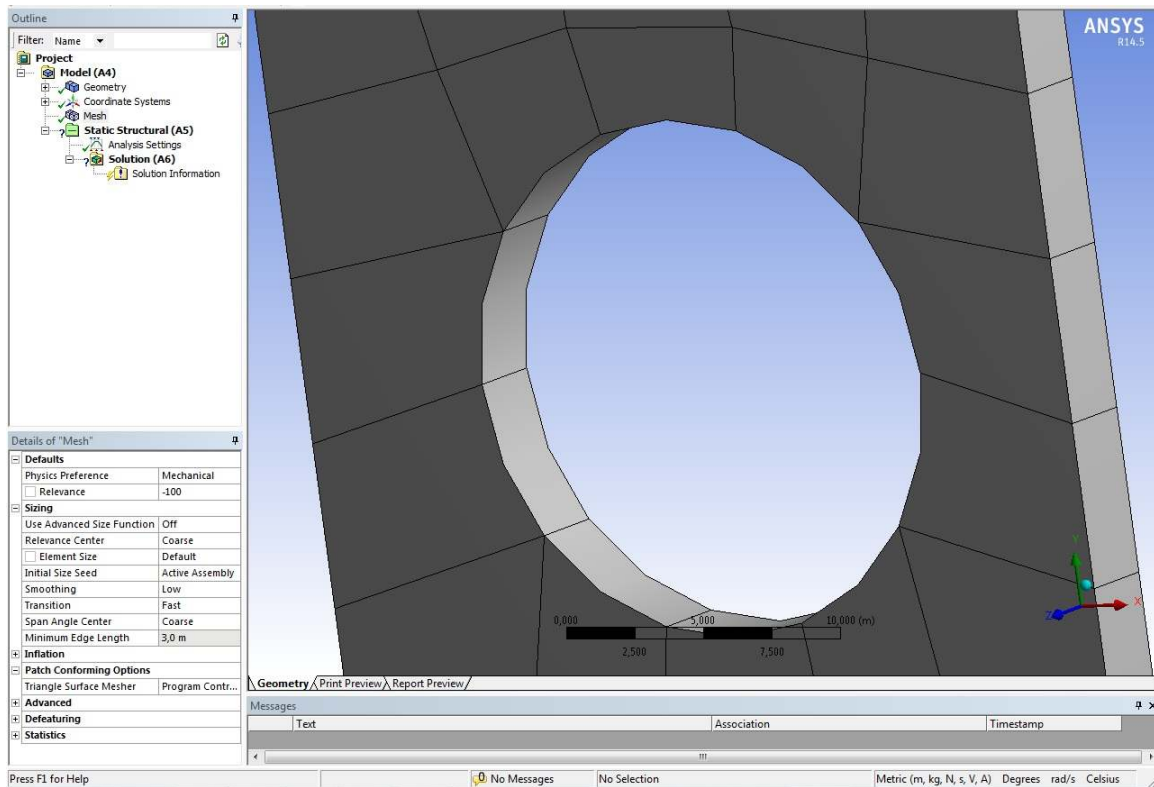 Outline
Filter: Name
Project
Model (A4)
Geometry
Coordinate Systems
Mesh
Static Structural (A5)
Analysis Settings
Solution (A6)
Solution Information
Details of "Mesh"
Defaults
Physics Preference Mechanical
Relevance -100
Sizing
Use Advanced Size Function Off
Relevance Center Coarse
Element Size Default
Initial Size Seed Active Assembly
Smoothing Low
Transition Fast
Span Angle Center Coarse
Minimum Edge Length 3,0 m
Inflation
Patch Conforming Options
Triangle Surface Mesher Program Contr...
Advanced
Defeaturing
Statistics
ANSYS
R14.5
Y
X
Z
0,000 5,000 10,000 (m)
2,500 7,500
Geometry Print Preview Report Preview
Messages
Text Association Timestamp
Press F1 for Help 0 No Messages No Selection Metric (m, kg, N, s, V, A) Degrees rad/s Celsius